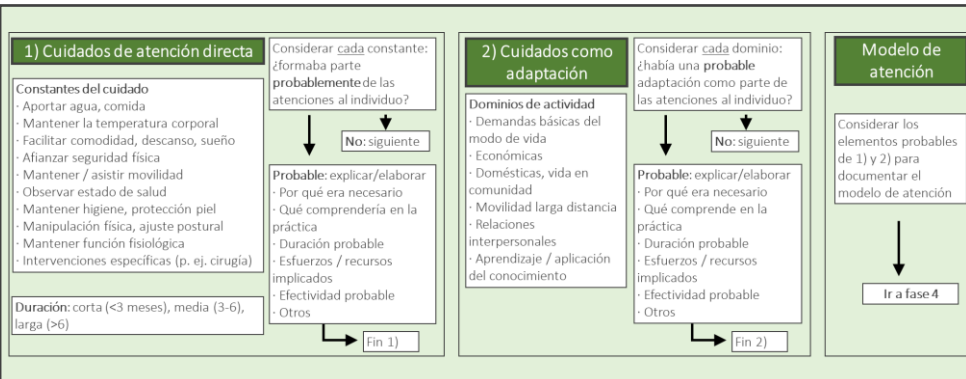 1) Cuidados de atención directa
Constantes del cuidado
· Aportar agua, comida
· Mantener la temperatura corporal
· Facilitar comodidad, descanso, sueño
· Afianzar seguridad física
· Mantener / asistir movilidad
· Observar estado de salud
· Mantener higiene, protección piel
· Manipulación física, ajuste postural
· Mantener función fisiológica
· Intervenciones específicas (p. ej. cirugía)
Duración: corta (<3 meses), media (3-6),
larga (>6)
Considerar cada constante:
¿formaba parte
probablemente de las
atenciones al individuo?
No: siguiente
Probable: explicar/elaborar
· Por qué era necesario
· Qué comprendería en la
práctica
· Duración probable
· Esfuerzos / recursos
implicados
· Efectividad probable
· Otros
Fin 1)
2) Cuidados como
adaptación
Dominios de actividad
· Demandas básicas del
modo de vida
· Económicas
· Domésticas, vida en
comunidad
· Movilidad larga distancia
· Relaciones
interpersonales
· Aprendizaje / aplicación
del conocimiento
Considerar cada dominio:
¿había una probable
adaptación como parte de
las atenciones al individuo?
No: siguiente
Probable: explicar/elaborar
· Por qué era necesario
· Qué comprende en la
práctica
· Duración probable
· Esfuerzos / recursos
implicados
· Efectividad probable
· Otros
Fin 2)
Modelo de
atención
Considerar los
elementos probables
de 1) y 2) para
documentar el
modelo de atención
Ir a fase 4